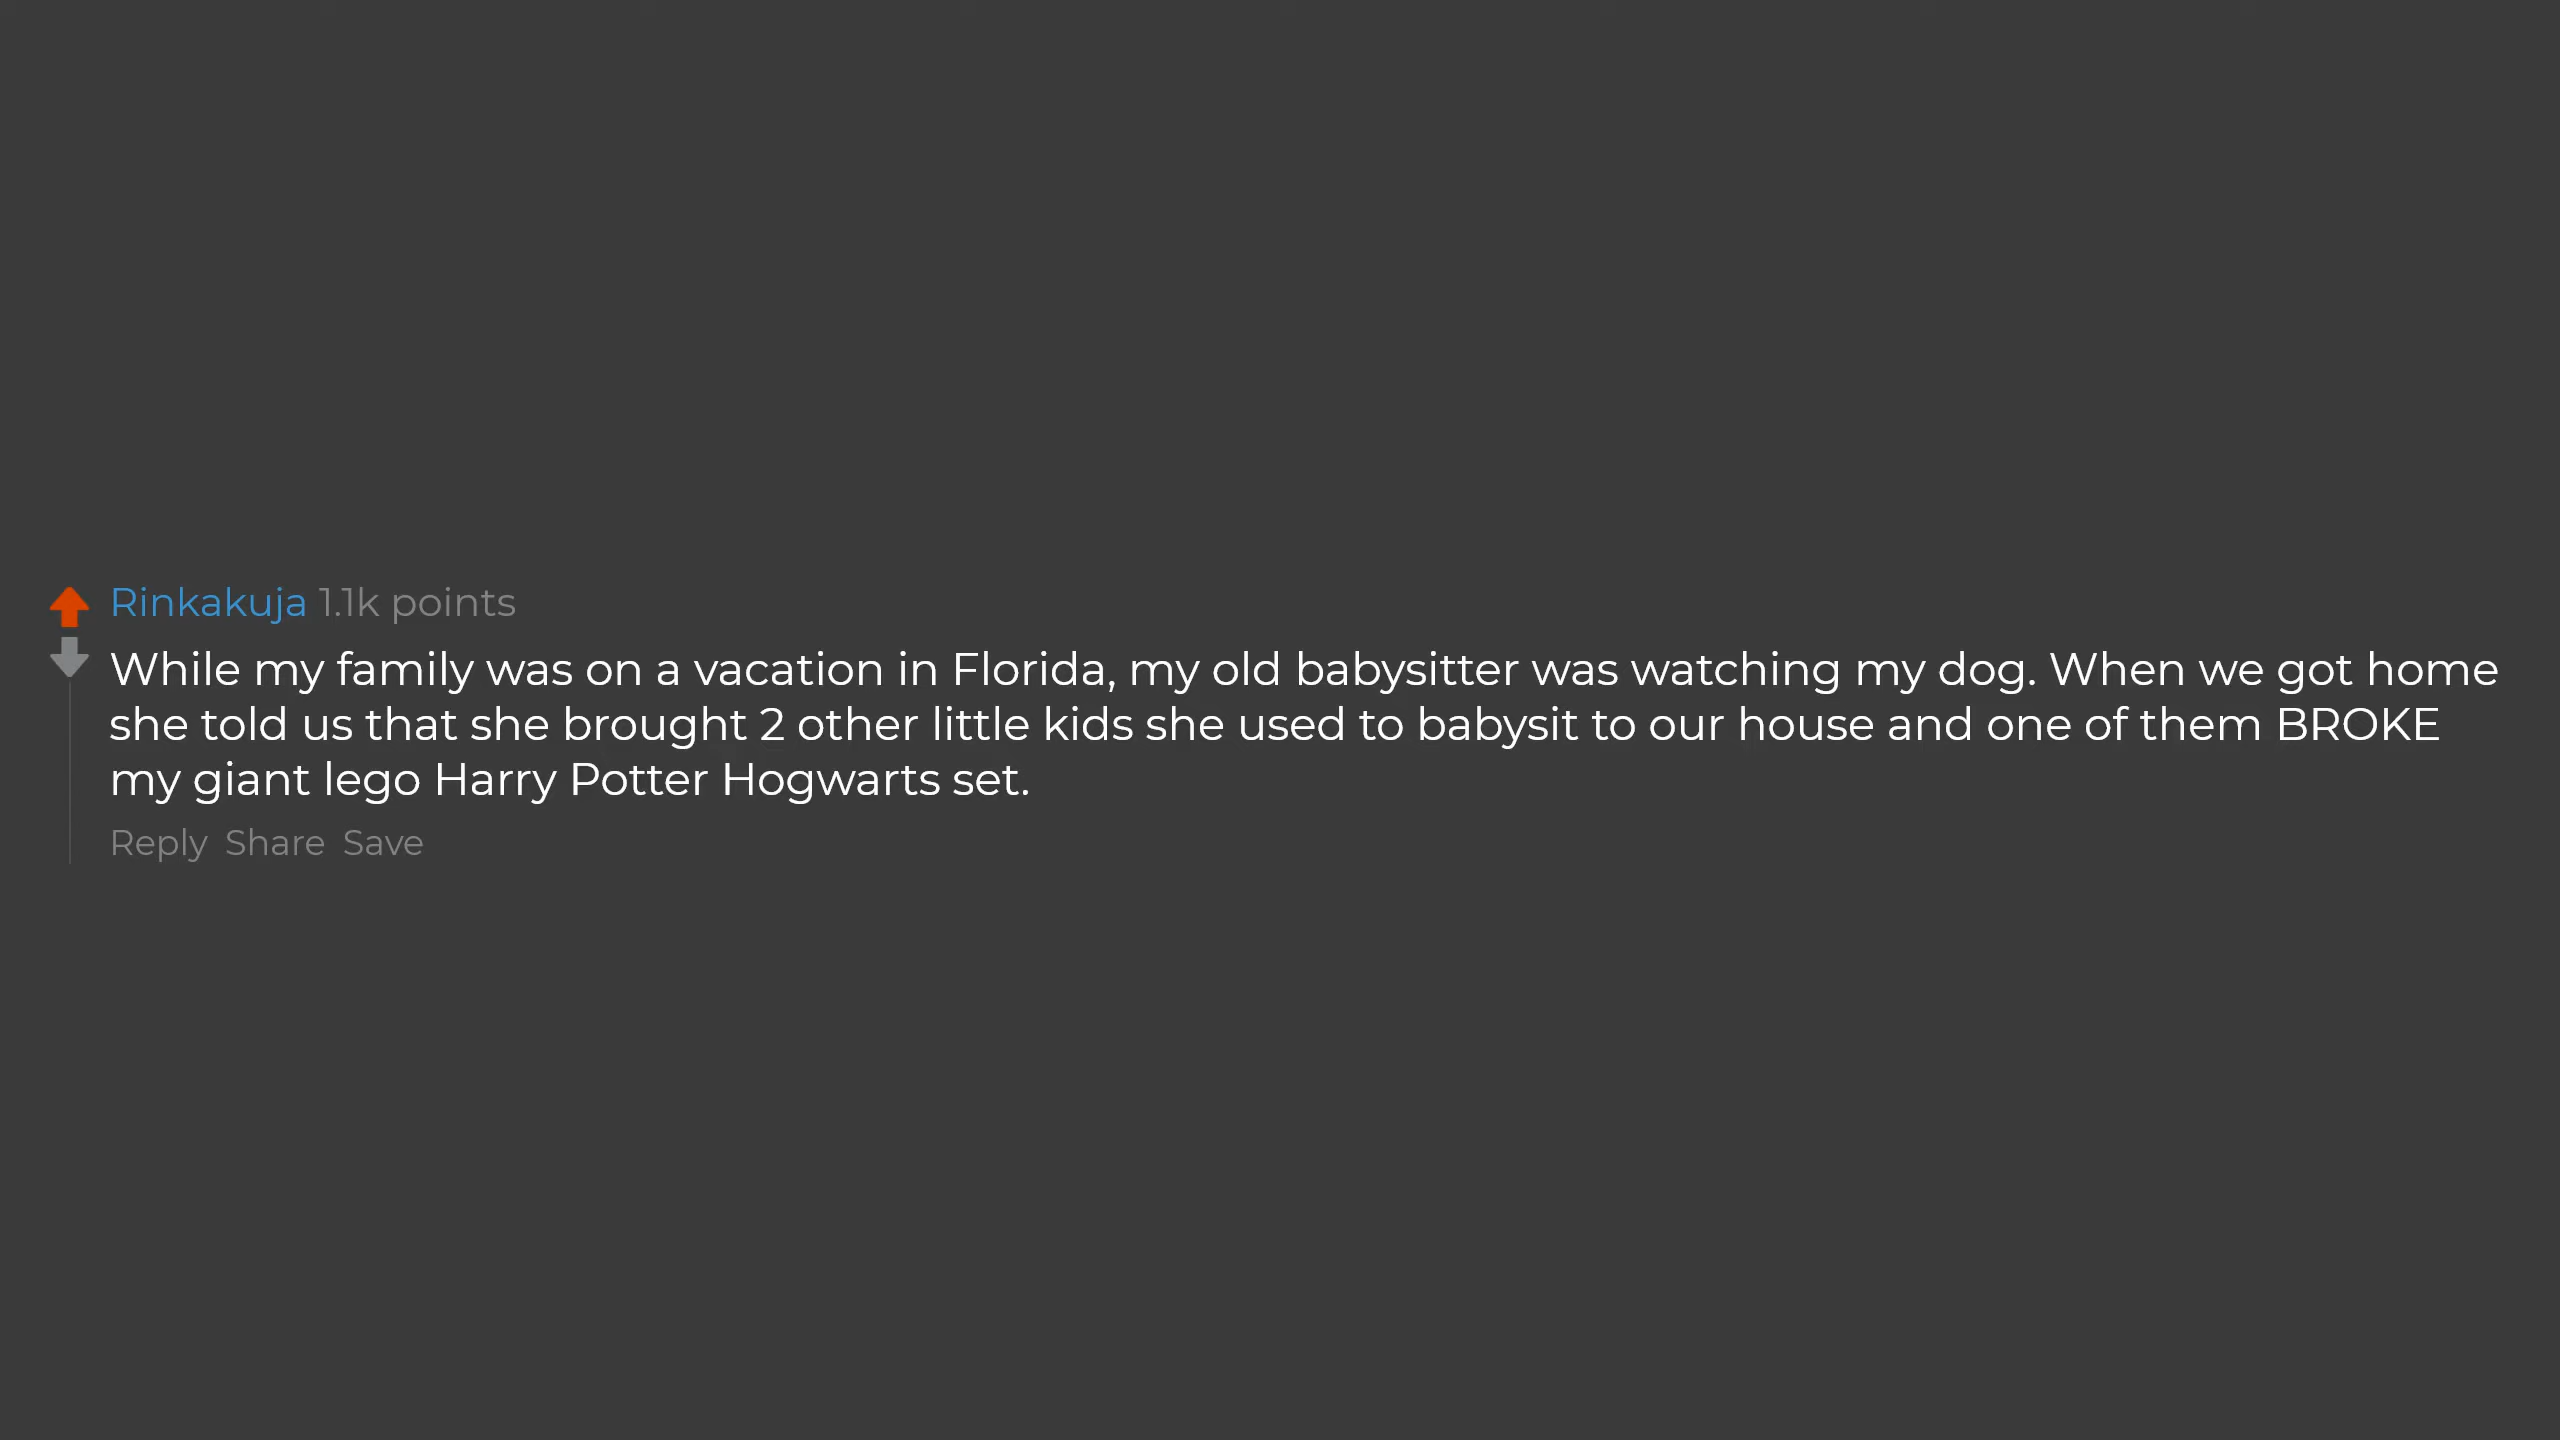 Rinkakuja 1.1k points
While my family was on a vacation in Florida, my old babysitter was watching my dog. When we got home
she told us that she brought 2 other little kids she used to babysit to our house and one of them BROKE
my giant lego Harry Potter Hogwarts set.
Reply Share Save